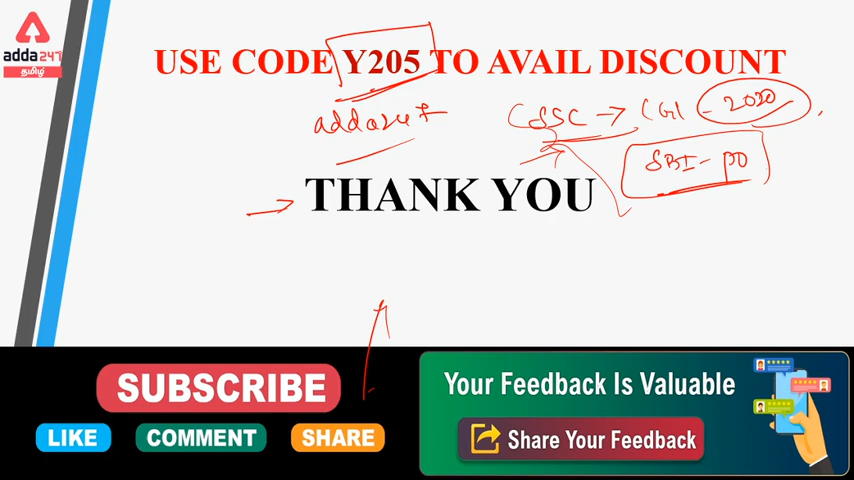 adda247
தமிழ்
USE CODE Y205 TO AVAIL DISCOUNT
adda247
SSC → CGL - 2020
SBI - PO
THANK YOU
SUBSCRIBE
LIKE
COMMENT
SHARE
Your Feedback Is Valuable
Share Your Feedback